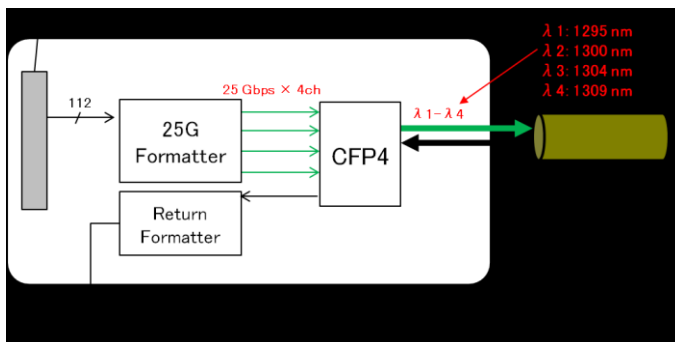 λ 1: 1295 nm
λ 2: 1300 nm
λ 3: 1304 nm
λ 4: 1309 nm
25 Gbps × 4ch
112
λ 1-λ 4
25G
Formatter
CFP4
Return
Formatter